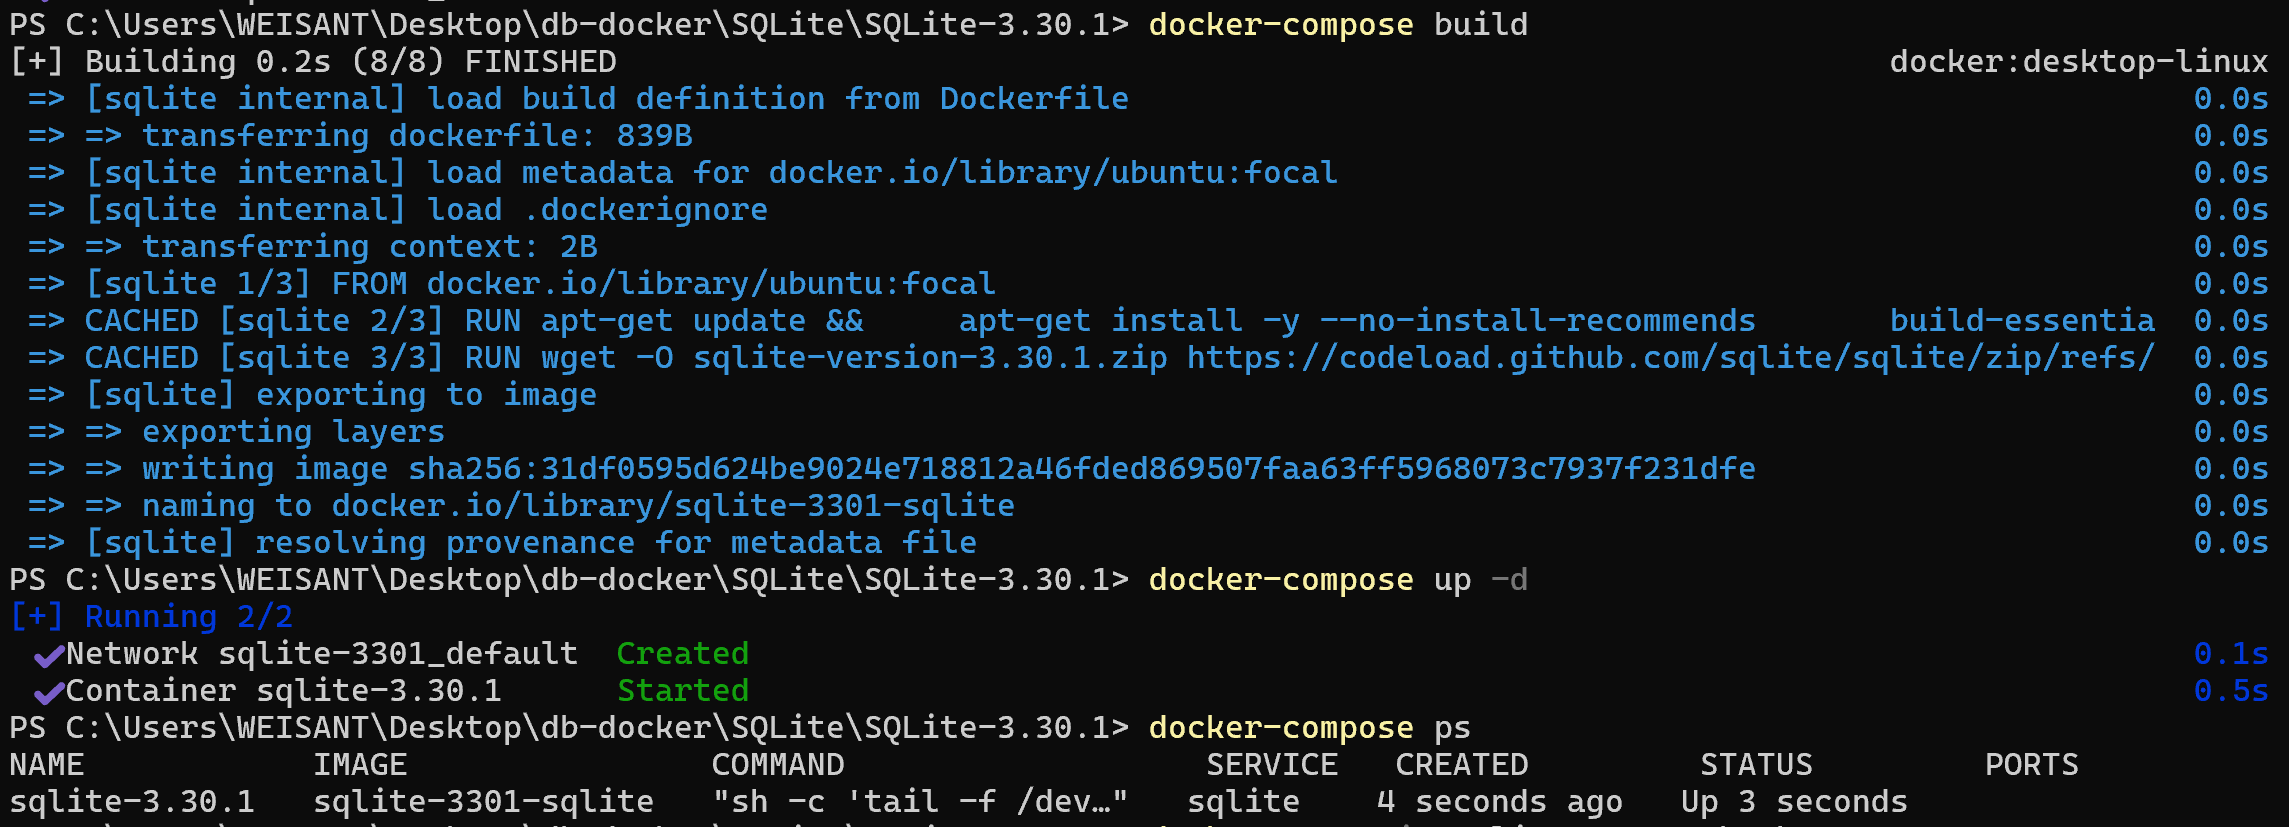 PS C:\Users\WEISANT\Desktop\db-docker\SQLite\SQLite-3.30.1> docker-compose build
[+] Building 0.2s (8/8) FINISHED docker:desktop-linux
=> [sqlite internal] load build definition from Dockerfile 0.0s
=> => transferring dockerfile: 839B 0.0s
=> [sqlite internal] load metadata for docker.io/library/ubuntu:focal 0.0s
=> [sqlite internal] load .dockerignore 0.0s
=> => transferring context: 2B 0.0s
=> [sqlite 1/3] FROM docker.io/library/ubuntu:focal 0.0s
=> CACHED [sqlite 2/3] RUN apt-get update &&     apt-get install -y --no-install-recommends       build-essentia 0.0s
=> CACHED [sqlite 3/3] RUN wget -O sqlite-version-3.30.1.zip https://codeload.github.com/sqlite/sqlite/zip/refs/ 0.0s
=> [sqlite] exporting to image 0.0s
=> => exporting layers 0.0s
=> => writing image sha256:31df0595d624be9024e718812a46fded869507faa63ff5968073c7937f231dfe 0.0s
=> => naming to docker.io/library/sqlite-3301-sqlite 0.0s
=> [sqlite] resolving provenance for metadata file 0.0s
PS C:\Users\WEISANT\Desktop\db-docker\SQLite\SQLite-3.30.1> docker-compose up -d
[+] Running 2/2
✔Network sqlite-3301_default  Created 0.1s
✔Container sqlite-3.30.1      Started 0.5s
PS C:\Users\WEISANT\Desktop\db-docker\SQLite\SQLite-3.30.1> docker-compose ps
NAME            IMAGE                COMMAND                   SERVICE   CREATED         STATUS         PORTS
sqlite-3.30.1   sqlite-3301-sqlite   "sh -c 'tail -f /dev…"   sqlite    4 seconds ago   Up 3 seconds